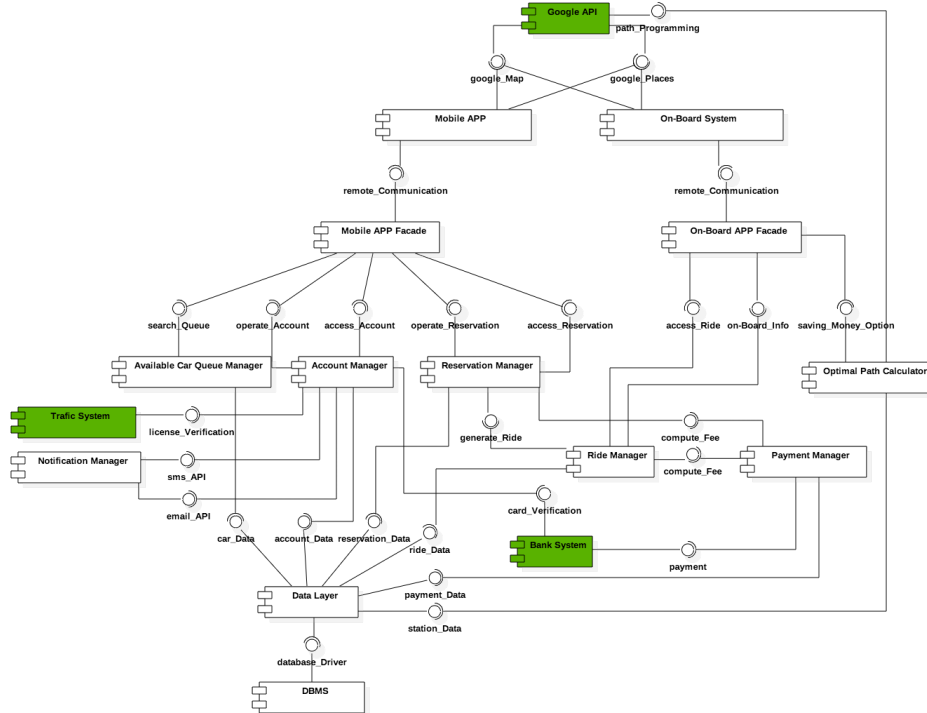 Google API
path_Programming
google_Map
google_Places
Mobile APP
On-Board System
remote_Communication
remote_Communication
Mobile APP Facade
On-Board APP Facade
search_Queue
operate_Account
access_Account
operate_Reservation
access_Reservation
access_Ride
on-Board_Info
saving_Money_Option
Available Car Queue Manager
Account Manager
Reservation Manager
Optimal Path Calculator
Trafic System
license_Verification
generate_Ride
compute_Fee
Notification Manager
sms_API
Ride Manager
compute_Fee
Payment Manager
email_API
card_Verification
car_Data
account_Data
reservation_Data
ride_Data
Bank System
payment
Data Layer
payment_Data
station_Data
database_Driver
DBMS